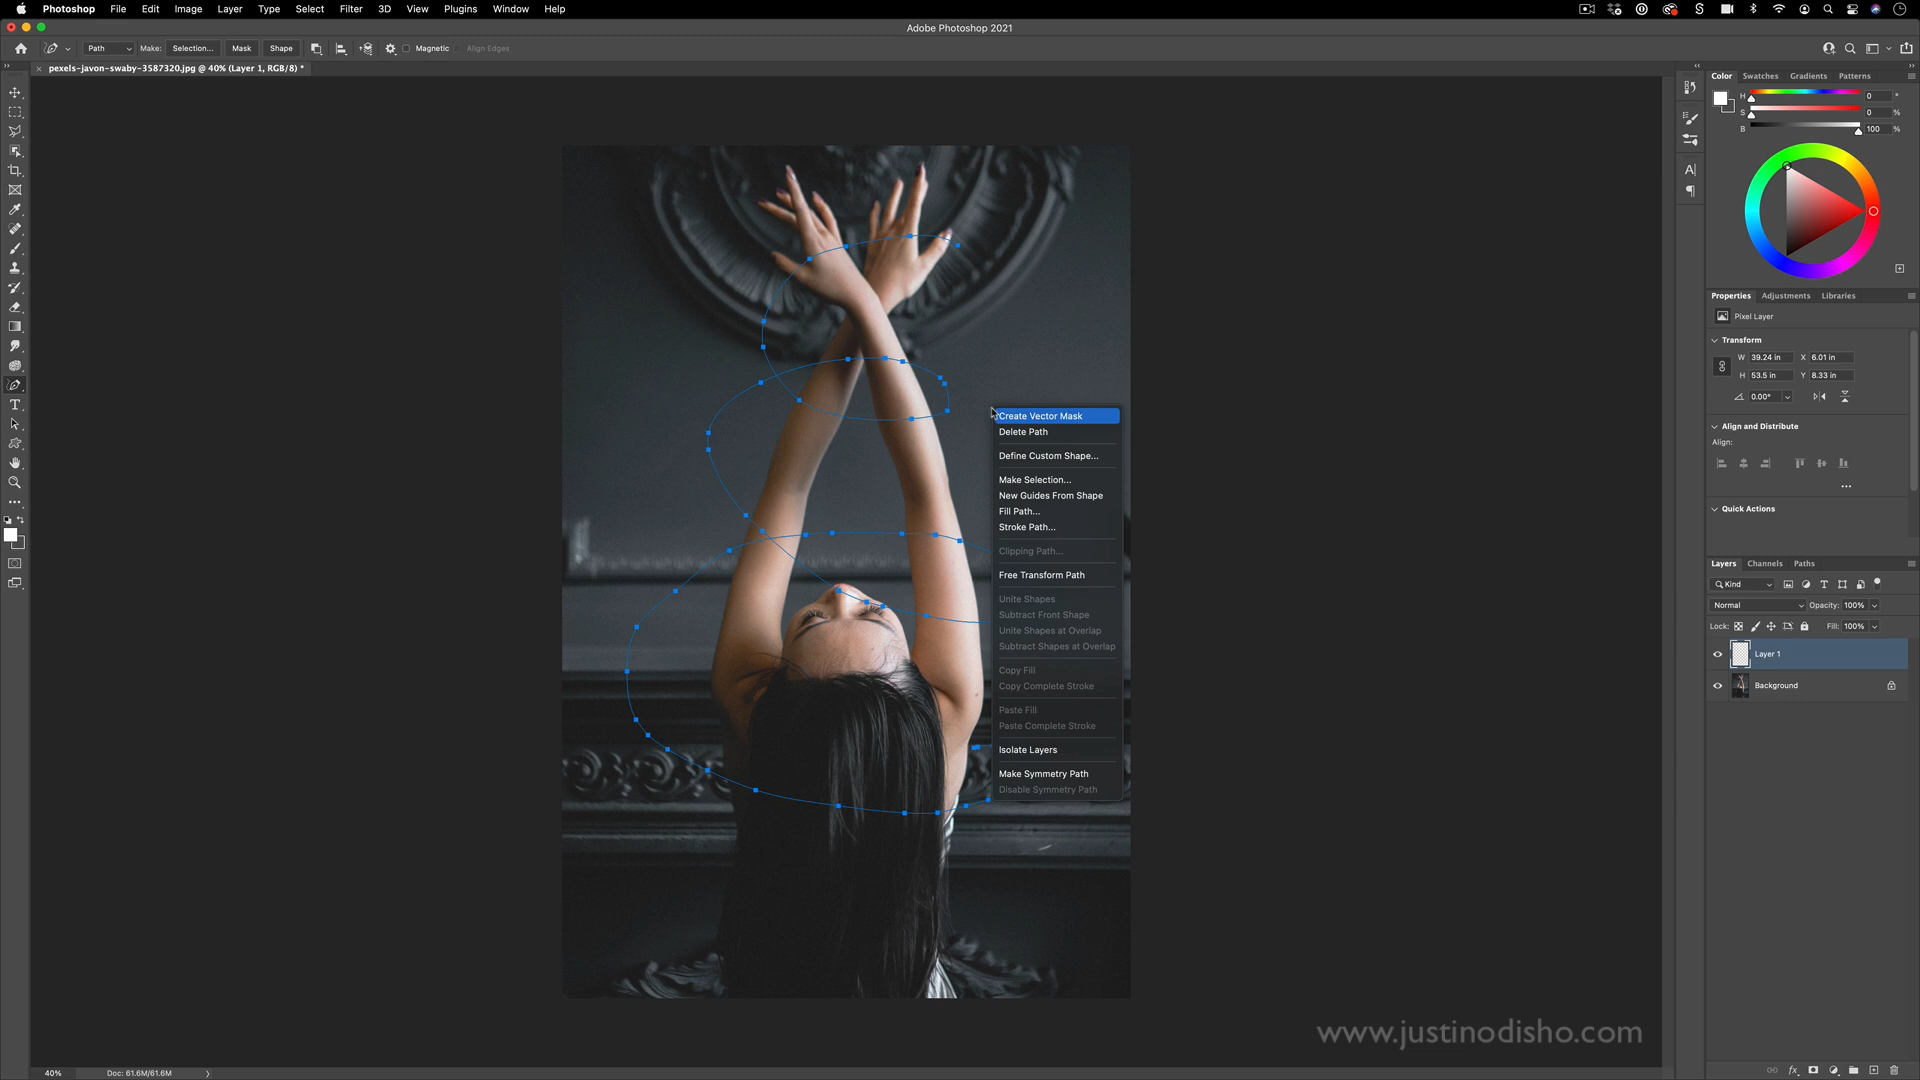 Photoshop File Edit Image Layer Type Select Filter 3D View Plugins Window Help
Adobe Photoshop 2021
Path Make: Selection... Mask Shape Magnetic Align Edges
pexels-javon-swaby-3587320.jpg @ 40% (Layer 1, RGB/8) *
Color Swatches Gradients Patterns
H 0 °
S 0 %
B 100 %
Properties Adjustments Libraries
Pixel Layer
Transform
W 39.24 in X 6.01 in
H 53.5 in Y 8.33 in
0.00°
Align and Distribute
Align:
Quick Actions
Create Vector Mask
Delete Path
Define Custom Shape...
Make Selection...
New Guides From Shape
Fill Path...
Stroke Path...
Clipping Path...
Free Transform Path
Unite Shapes
Subtract Front Shape
Unite Shapes at Overlap
Subtract Shapes at Overlap
Copy Fill
Copy Complete Stroke
Paste Fill
Paste Complete Stroke
Isolate Layers
Make Symmetry Path
Disable Symmetry Path
Layers Channels Paths
Kind
Normal Opacity: 100%
Lock: Fill: 100%
Layer 1
Background
www.justinodisho.com
40% Doc: 61.6M/61.6M